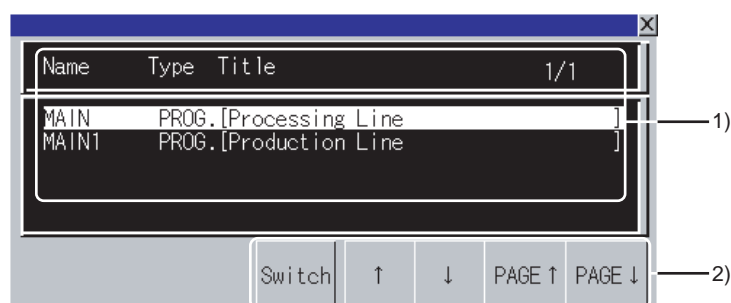 X
Name Type Title 1/1
MAIN PROG.[Processing Line ]
MAIN1 PROG.[Production Line ]
1)
Switch ↑ ↓ PAGE ↑ PAGE ↓
2)